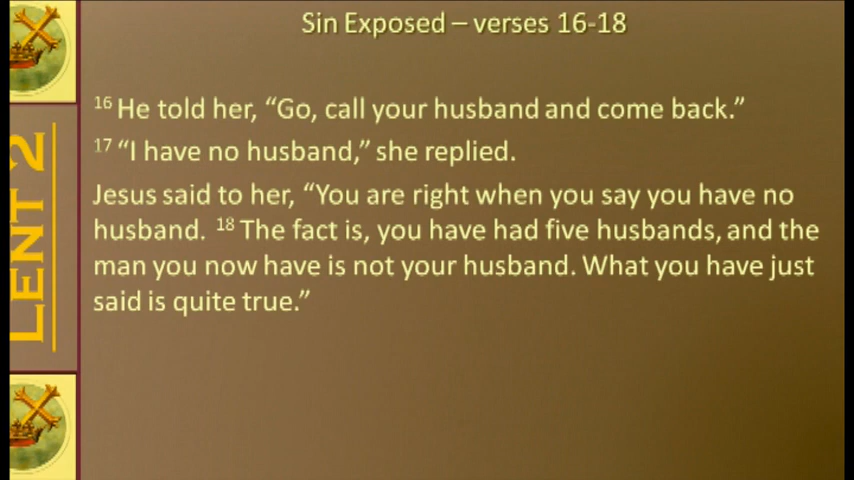 Sin Exposed – verses 16-18
16 He told her, “Go, call your husband and come back.”
17 “I have no husband,” she replied.
Jesus said to her, “You are right when you say you have no
husband. 18 The fact is, you have had five husbands, and the
man you now have is not your husband. What you have just
said is quite true.”
LENT 2